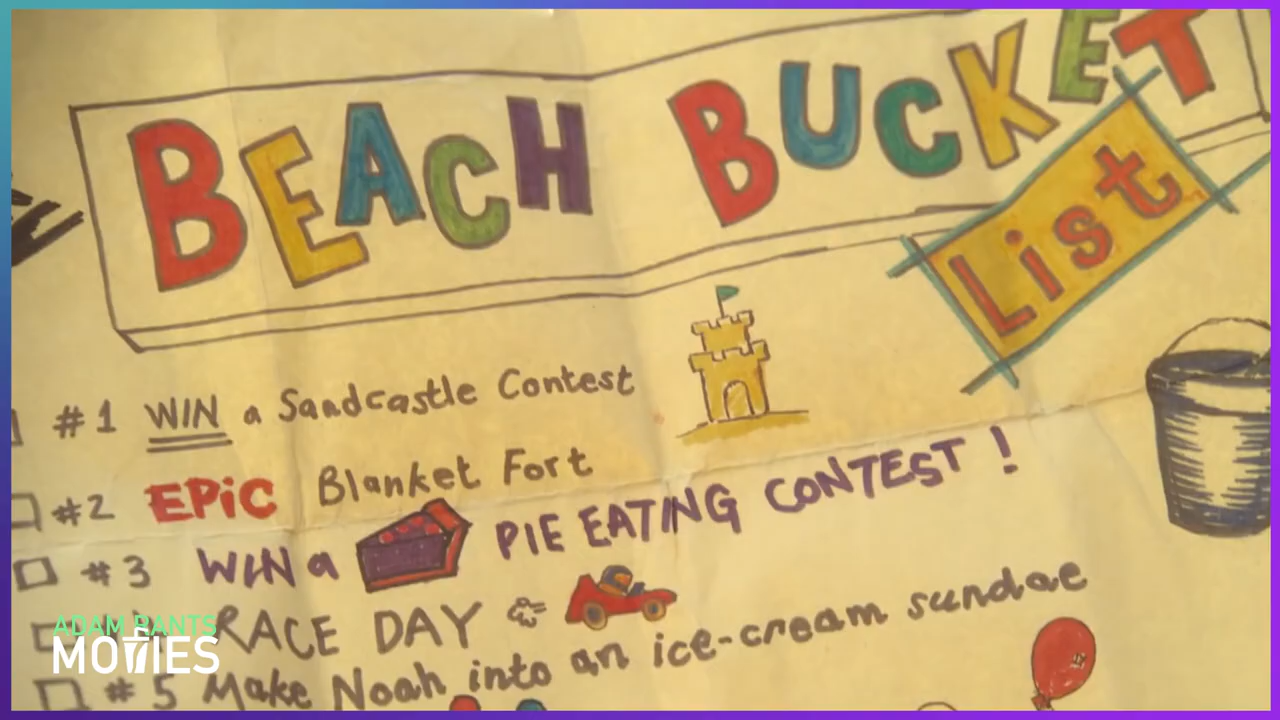 BEACH BUCKET
List
#1 WIN a Sandcastle Contest
#2 EPiC Blanket Fort
#3 WIN a PIE EATING CONTEST !
RACE DAY
#5 Make Noah into an ice-cream sundae
ADAM RANTS
MOVIES